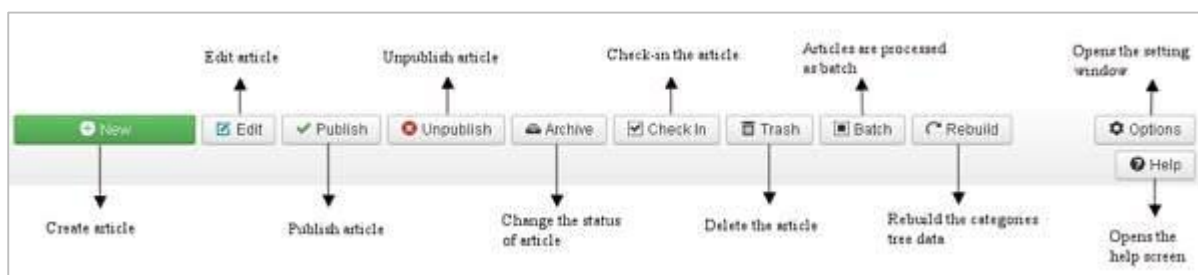 Edit article
Unpublish article
Check-in the article
Articles are processed
as batch
Opens the setting
window
New
Edit
Publish
Unpublish
Archive
Check In
Trash
Batch
Rebuild
Options
Help
Create article
Publish article
Change the status
of article
Delete the article
Rebuild the categories
tree data
Opens the
help screen